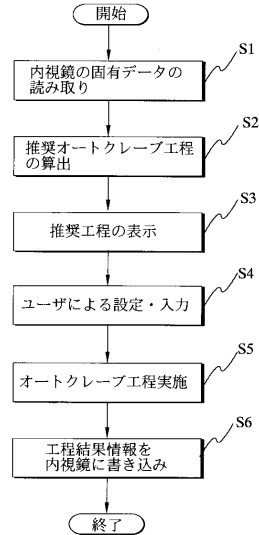 開始
S1
内視鏡の固有データの
読み取り
S2
推奨オートクレーブ工程
の算出
S3
推奨工程の表示
S4
ユーザによる設定・入力
S5
オートクレーブ工程実施
S6
工程結果情報を
内視鏡に書き込み
終了